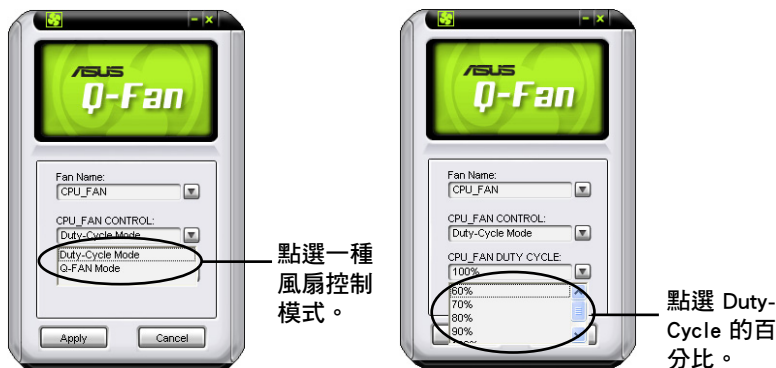 ASUS
Q-Fan
Fan Name:
CPU_FAN
CPU_FAN CONTROL:
Duty-Cycle Mode
Duty-Cycle Mode
Q-FAN Mode
Apply
Cancel
點選一種
風扇控制
模式。
ASUS
Q-Fan
Fan Name:
CPU_FAN
CPU_FAN CONTROL:
Duty-Cycle Mode
CPU_FAN DUTY CYCLE:
100%
60%
70%
80%
90%
點選 Duty-
Cycle 的百
分比。